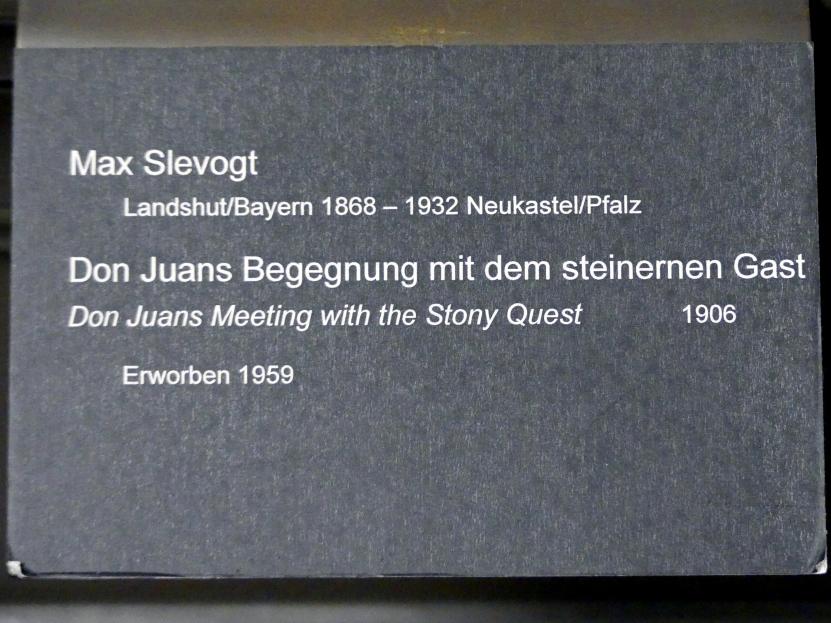 Max Slevogt
Landshut/Bayern 1868 – 1932 Neukastel/Pfalz
Don Juans Begegnung mit dem steinernen Gast
Don Juans Meeting with the Stony Quest 1906
Erworben 1959